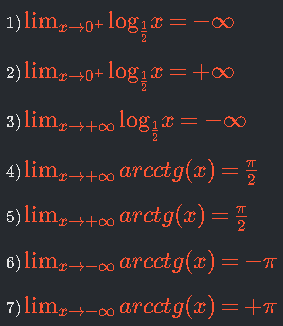 1) lim_{x→0⁺} log_{1/2} x = −∞
2) lim_{x→0⁺} log_{1/2} x = +∞
3) lim_{x→+∞} log_{1/2} x = −∞
4) lim_{x→+∞} arcctg(x) = π/2
5) lim_{x→+∞} arctg(x) = π/2
6) lim_{x→−∞} arcctg(x) = −π
7) lim_{x→−∞} arcctg(x) = +π